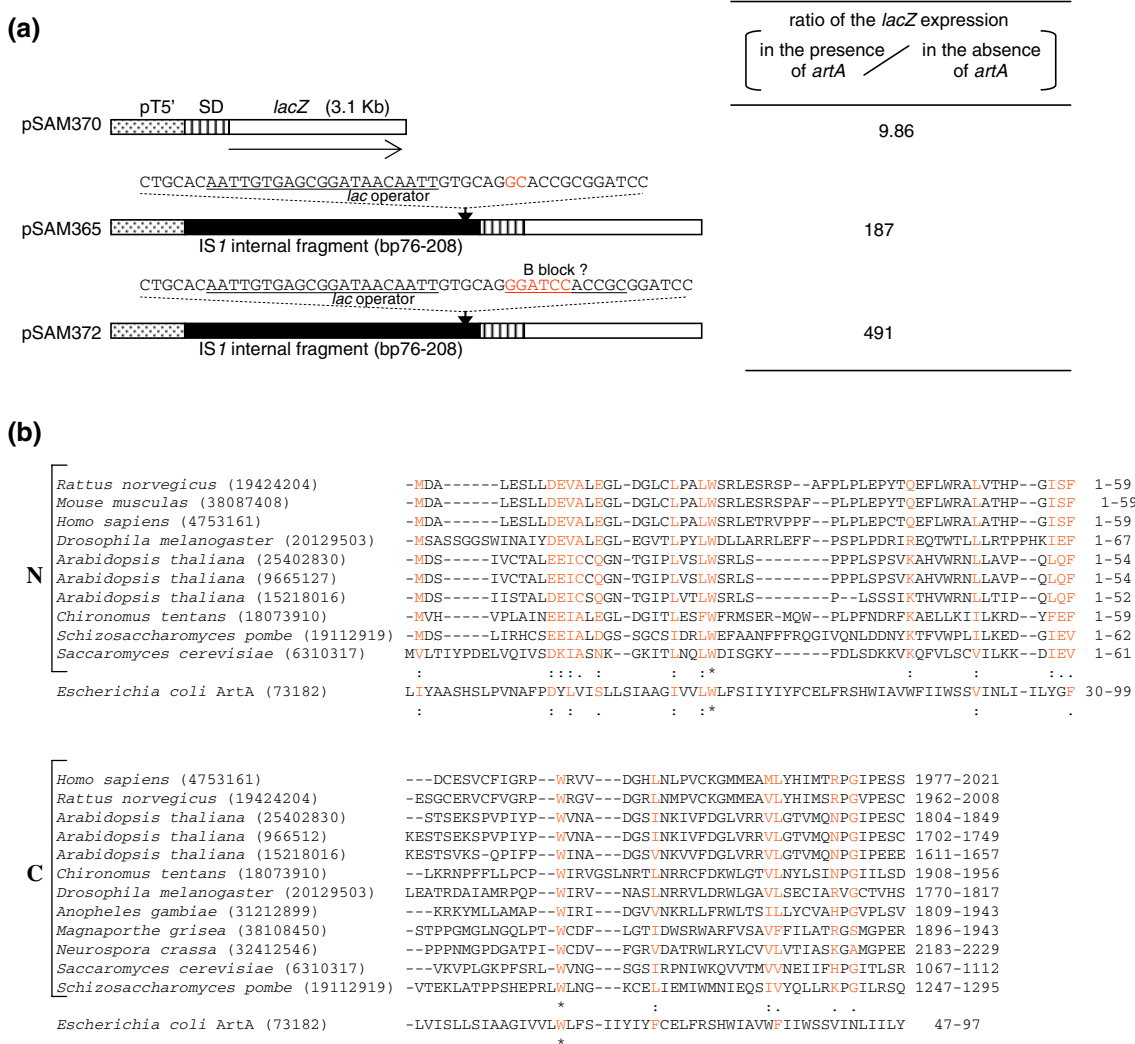 (a)
ratio of the lacZ expression
in the presence of artA / in the absence of artA
pT5' SD lacZ (3.1 Kb)
pSAM370 9.86
CTGCACAATTGTGAGCGGATAACAATTGTGCAGGCACCGCGGATCC
lac operator
pSAM365 187
IS1 internal fragment (bp76-208)
B block ?
CTGCACAATTGTGAGCGGATAACAATTGTGCAGGGATCCACCGCGGATCC
lac operator
pSAM372 491
IS1 internal fragment (bp76-208)
(b)
N
Rattus norvegicus (19424204) -MDA------LESLLDEVALEGL-DGLCLPALWSRLESRSP--AFPLPLEPYTQEFLWRALVTHP--GISF 1-59
Mouse musculas (38087408) -MDA------LESLLDEVALEGL-DGLCLPALWSRLESRSPAF-PLPLEPYTQEFLWRALATHP--GISF 1-59
Homo sapiens (4753161) -MDA------LESLLDEVALEGL-DGLCLPALWSRLETRVPPF--PLPLEPCTQEFLWRALATHP--GISF 1-59
Drosophila melanogaster (20129503) -MSASSGGSWINAIYDEVALEGL-EGVTLPYLWDLLARRLEFF--PSPLPDRIREQTWTLLLRTPPHKIEF 1-67
Arabidopsis thaliana (25402830) -MDS-----IVCTALEEICCQGN-TGIPLVSLWSRLS------PPPLSPSVKAHVWRNLLAVP--QLQF 1-54
Arabidopsis thaliana (9665127) -MDS-----IVCTALEEICCQGN-TGIPLVSLWSRLS------PPPLSPSVKAHVWRNLLAVP--QLQF 1-54
Arabidopsis thaliana (15218016) -MDS-----IISTALDEICSQGN-TGIPLVTLWSRLS--------PLSSSIKTHVWRNLLTIP--QLQF 1-52
Chironomus tentans (18073910) -MVH-----VPLAINEEIALEGL-DGITLESFWFRMSER-MQW--PLPFNDRFKAELLKIILKRD--YFEF 1-59
Schizosaccharomyces pombe (19112919) -MDS-----LIRHCSEEIALDGS-SGCSIDRLWEFAANFFFRQGIVQNLDDNYKTFVWPLILKED--GIEV 1-62
Saccaromyces cerevisiae (6310317) MVLTIYPDELVQIVSDKIASNK--GKITLNQLWDISGKY------FDLSDKKVKQFVLSCVILKK--DIEV 1-61
: :::. : : :* : : :..
Escherichia coli ArtA (73182) LIYAASHSLPVNAFPDYLVISLLSIAAGIVVLWLFSIIYIYFCELFRSHWIAVWFIIWSSVINLI-ILYGF 30-99
: : : . : :* : .
C
Homo sapiens (4753161) ---DCESVCFIGRP--WRVV---DGHLNLPVCKGMMEAMLYHIMTRPGIPESS 1977-2021
Rattus norvegicus (19424204) -ESGCERVCFVGRP--WRGV---DGRLNMPVCKGMMEAVLYHIMSRPGVPESC 1962-2008
Arabidopsis thaliana (25402830) --STSEKSPVPIYP--WVNA---DGSINKIVFDGLVRRVLGTVMQNPGIPEES 1804-1849
Arabidopsis thaliana (966512) KESTSEKSPVPIYP--WVNA---DGSINKIVFDGLVRRVLGTVMQNPGIPEES 1702-1749
Arabidopsis thaliana (15218016) KESTSVKS-QPIFP--WINA---DGSVNKVVFDGLVRRVLGTVMQNPGIPEEE 1611-1657
Chironomus tentans (18073910) --LKRNPFFLLPCP--WIRVGSLNRTLNRRCFDKWLGTVLNYLSINPGIILSD 1908-1956
Drosophila melanogaster (20129503) LEATRDAIAMRPQP--WIRV---NASLNRRVLDRWLGAVLSECIARVGCTVHS 1770-1817
Anopheles gambiae (31212899) ---KRKYMLLAMAP--WIRI---DGVVNKRLLFRWLTSILLYCVAHPGVPLSV 1809-1943
Magnaporthe grisea (38108450) --STPPGMGLNGQLPT-WCDF---LGTIDWSRWARFVSAVFFILATRGSMGPER 1896-1943
Neurospora crassa (32412546) --PPPNMGPDGATPI-WCDV---FGRVDATRWLRYLCVLVLVTIASKGAMGPEE 2183-2229
Saccaromyces cerevisiae (6310317) ---VKVPLGKPFSRL-WVNG---SGSIRPNIWKQVVTMVVNEIIFHPGITLSR 1067-1112
Schizosaccharomyces pombe (19112919) --VTEKLATPPSHEPRLWLNG---KCELIEMIWMNIEQSIVYQLLRKPGILRSQ 1247-1295
* : :. . .
Escherichia coli ArtA (73182) -LVISLLSIAAGIVVLWLFS-IIYIYFCELFRSHWIAVWFIIWSSVINLIILY 47-97
*